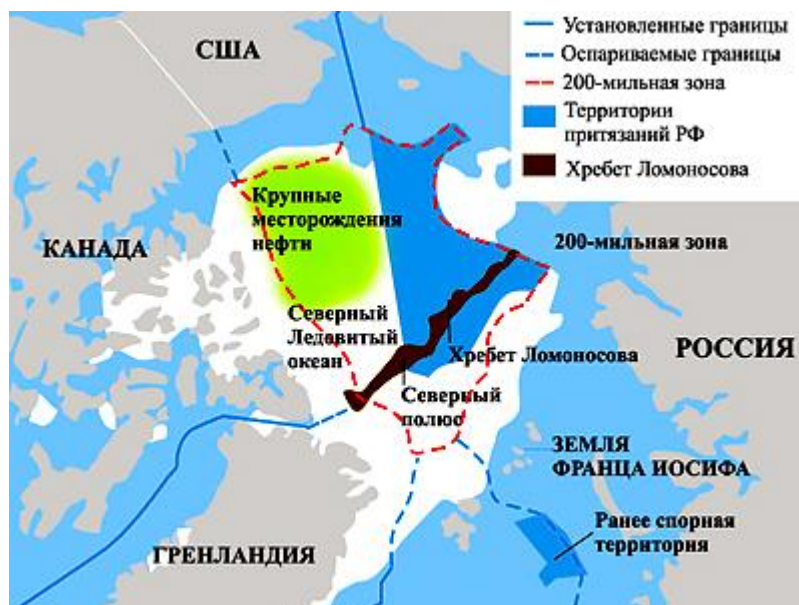 США
Установленные границы
Оспариваемые границы
200-мильная зона
Территории
притязаний РФ
Хребет Ломоносова
Крупные
месторождения
нефти
КАНАДА
200-мильная зона
Северный
Ледовитый
океан
Хребет Ломоносова
РОССИЯ
Северный
полюс
ЗЕМЛЯ
ФРАНЦА ИОСИФА
Ранее спорная
территория
ГРЕНЛАНДИЯ